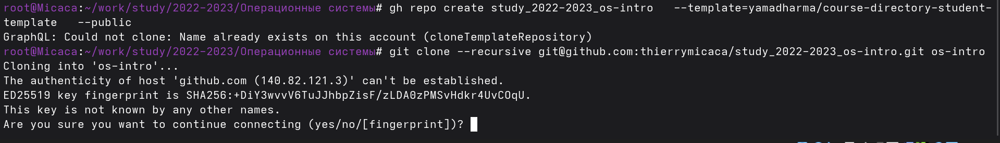 root@Micaca:~/work/study/2022-2023/Операционные системы# gh repo create study_2022-2023_os-intro   --template=yamadharma/course-directory-student-
template   --public
GraphQL: Could not clone: Name already exists on this account (cloneTemplateRepository)
root@Micaca:~/work/study/2022-2023/Операционные системы# git clone --recursive git@github.com:thierrymicaca/study_2022-2023_os-intro.git os-intro
Cloning into 'os-intro'...
The authenticity of host 'github.com (140.82.121.3)' can't be established.
ED25519 key fingerprint is SHA256:+DiY3wvvV6TuJJhbpZisF/zLDA0zPMSvHdkr4UvCOqU.
This key is not known by any other names.
Are you sure you want to continue connecting (yes/no/[fingerprint])?